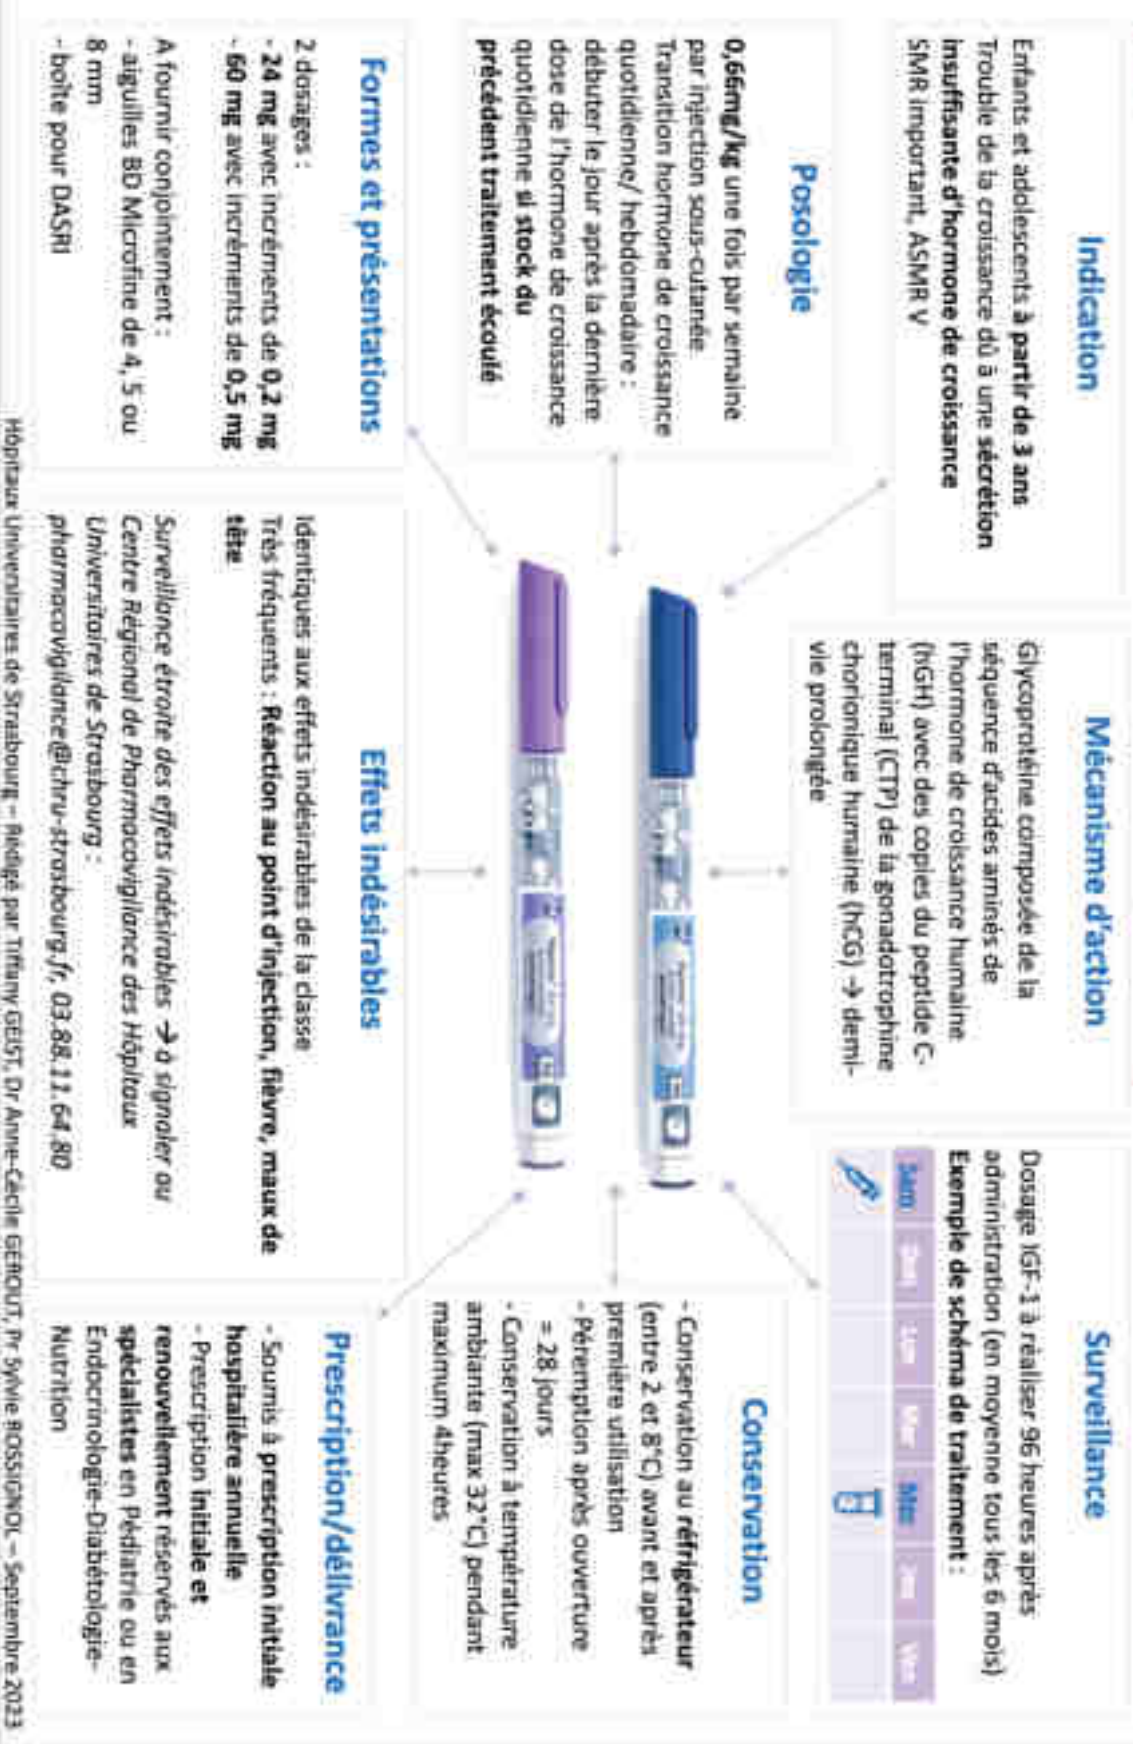 Indication
Enfants et adolescents à partir de 3 ans
Trouble de la croissance dû à une sécrétion
insuffisante d'hormone de croissance
SMR important, ASMR V
Mécanisme d'action
Glycoprotéine composée de la
séquence d'acides aminés de
l'hormone de croissance humaine
(hGH) avec des copies du peptide C-
terminal (CTP) de la gonadotrophine
chorionique humaine (hCG) → demi-
vie prolongée
Surveillance
Dosage IGF-1 à réaliser 96 heures après
administration (en moyenne tous les 6 mois)
Exemple de schéma de traitement :
Sam Dim Lun Mar Mer Jeu Ven
Posologie
0,66mg/kg une fois par semaine
par injection sous-cutanée
Transition hormone de croissance
quotidienne/ hebdomadaire :
débuter le jour après la dernière
dose de l'hormone de croissance
quotidienne si stock du
précédent traitement écoulé
Conservation
- Conservation au réfrigérateur
(entre 2 et 8°C) avant et après
première utilisation
- Péremption après ouverture
= 28 jours
- Conservation à température
ambiante (max 32°C) pendant
maximum 4heures
Formes et présentations
2 dosages :
- 24 mg avec incréments de 0,2 mg
- 60 mg avec incréments de 0,5 mg
A fournir conjointement :
- aiguilles BD Microfine de 4, 5 ou
8 mm
- boîte pour DASRI
Effets indésirables
Identiques aux effets indésirables de la classe
Très fréquents : Réaction au point d'injection, fièvre, maux de
tête
Surveillance étroite des effets indésirables → à signaler au
Centre Régional de Pharmacovigilance des Hôpitaux
Universitaires de Strasbourg :
pharmacovigilance@chru-strasbourg.fr, 03.88.11.64.80
Prescription/délivrance
- Soumis à prescription initiale
hospitalière annuelle
- Prescription initiale et
renouvellement réservés aux
spécialistes en Pédiatrie ou en
Endocrinologie-Diabétologie-
Nutrition
Hôpitaux Universitaires de Strasbourg – Rédigé par Tiffany GEIST, Dr Anne-Cécile GEROUT, Pr Sylvie ROSSIGNOL – Septembre 2023